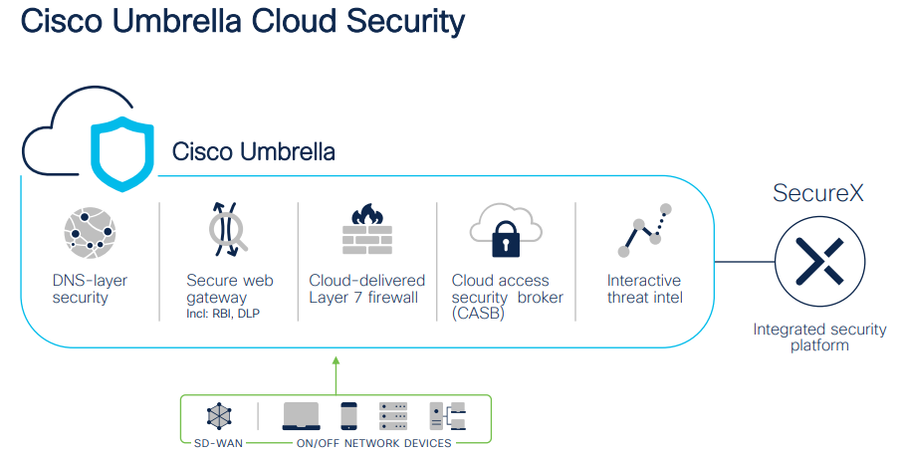 Cisco Umbrella Cloud Security
Cisco Umbrella
SecureX
DNS-layer
security
Secure web
gateway
Incl: RBI, DLP
Cloud-delivered
Layer 7 firewall
Cloud access
security broker
(CASB)
Interactive
threat intel
Integrated security
platform
SD-WAN
ON/OFF NETWORK DEVICES